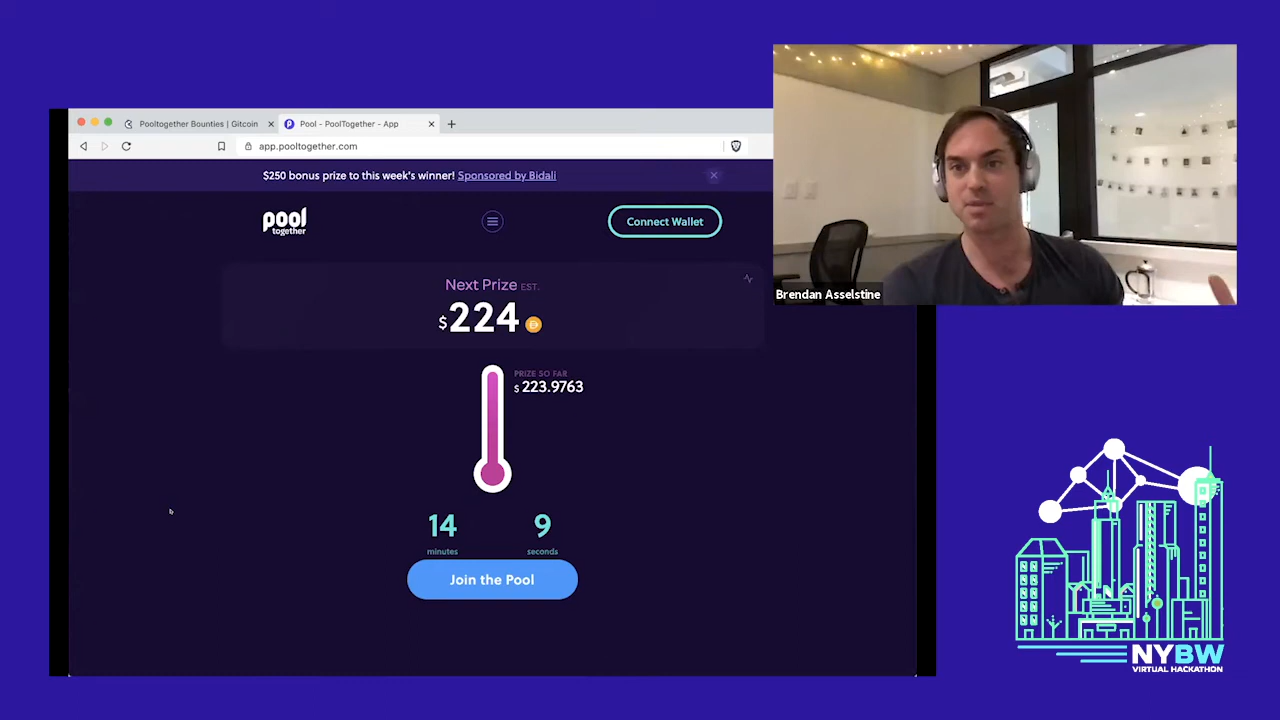 Pooltogether Bounties | Gitcoin
Pool - PoolTogether - App
app.pooltogether.com
$250 bonus prize to this week's winner! Sponsored by Bidali
pool
together
Connect Wallet
Next Prize EST.
$224
PRIZE SO FAR
$ 223.9763
14
minutes
9
seconds
Join the Pool
Brendan Asselstine
NYBW
VIRTUAL HACKATHON